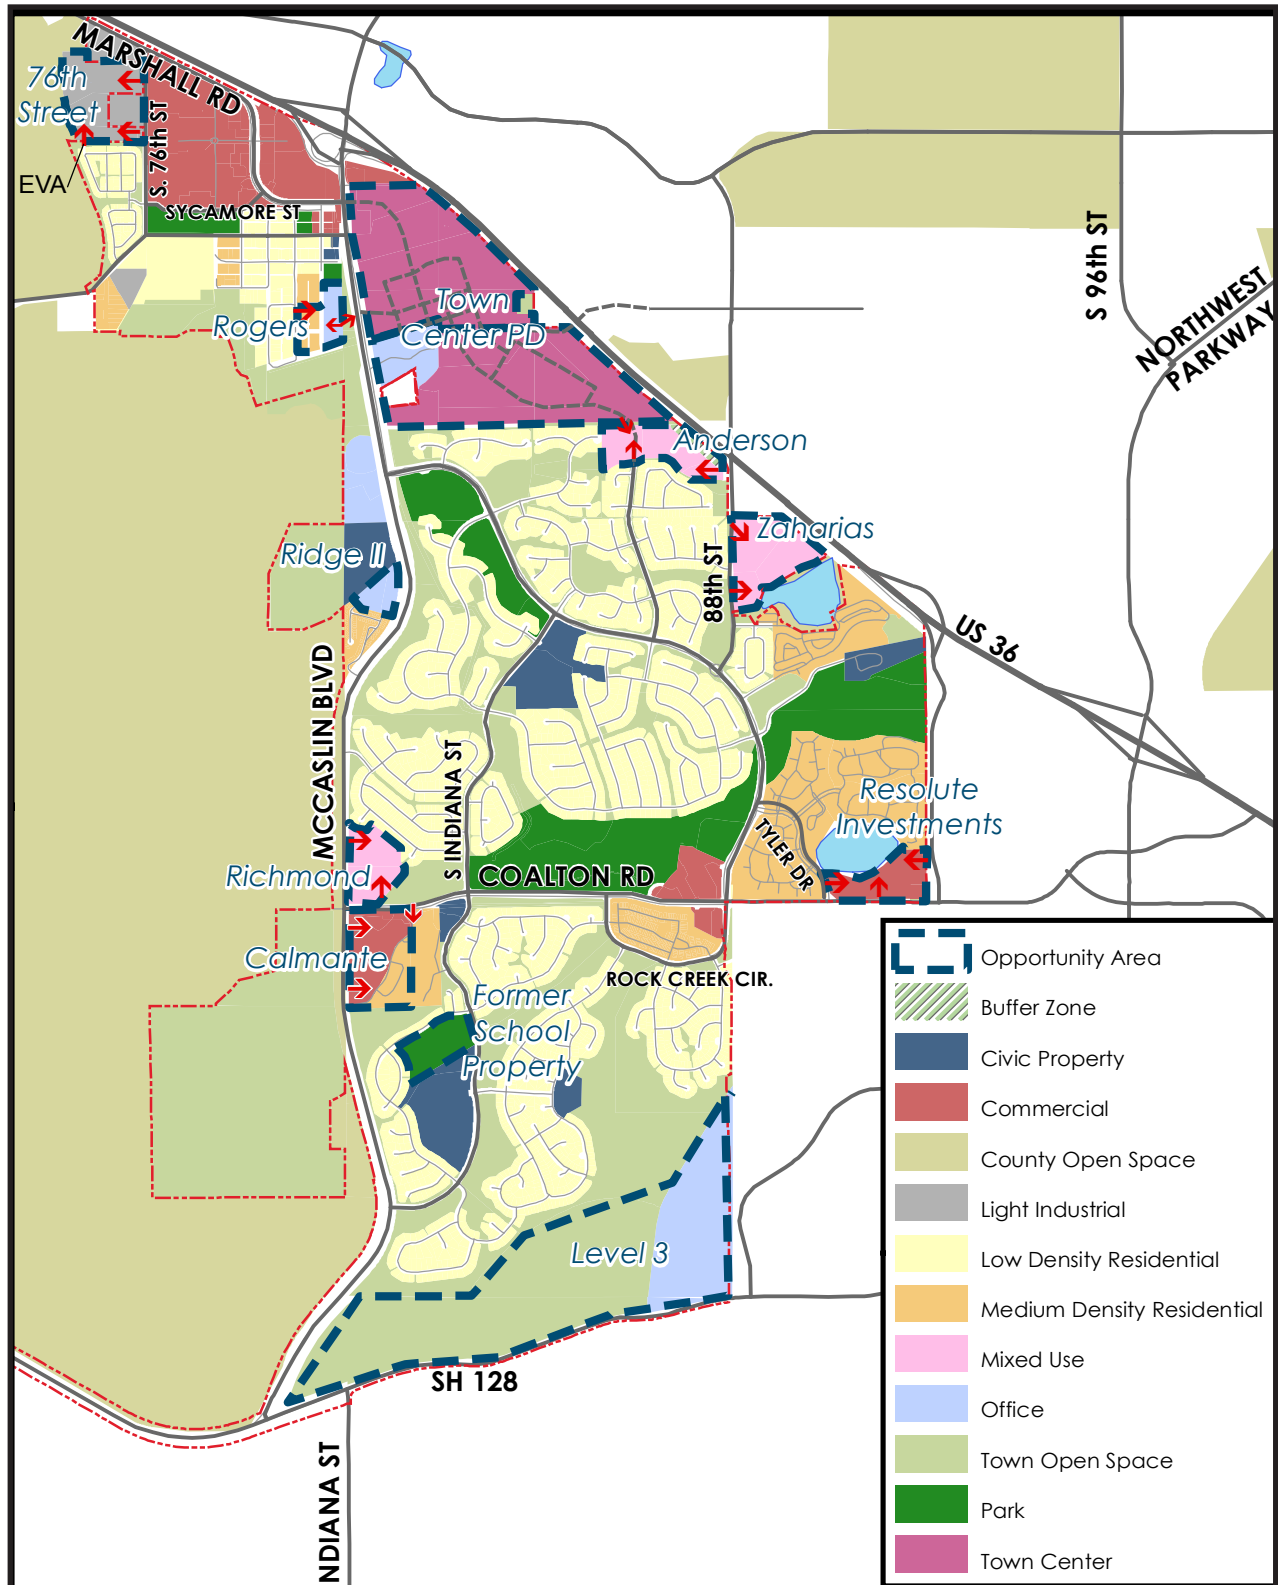 MARSHALL RD
76th
Street
S. 76th ST
EVA
SYCAMORE ST
S 96th ST
NORTHWEST
PARKWAY
Town
Center PD
Rogers
Anderson
Zaharias
Ridge II
88th ST
US 36
MCCASLIN BLVD
S INDIANA ST
Resolute
Investments
TYLER DR
Richmond
COALTON RD
Calmante
ROCK CREEK CIR.
Former
School
Property
Level 3
SH 128
NDIANA ST
Opportunity Area
Buffer Zone
Civic Property
Commercial
County Open Space
Light Industrial
Low Density Residential
Medium Density Residential
Mixed Use
Office
Town Open Space
Park
Town Center